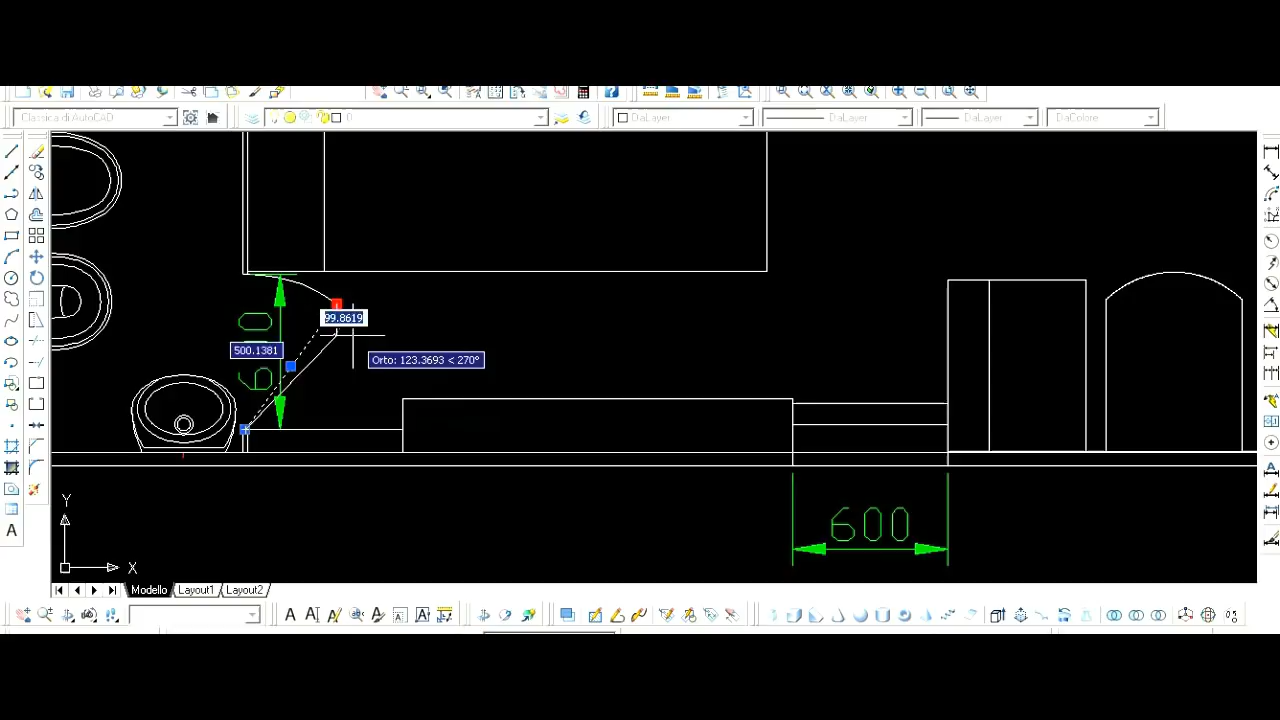 Classica di AutoCAD
0
DaLayer
DaLayer
DaLayer
DaColore
99.8619
500.1381
Orto: 123.3693 < 270°
600
Y
X
Modello
Layout1
Layout2